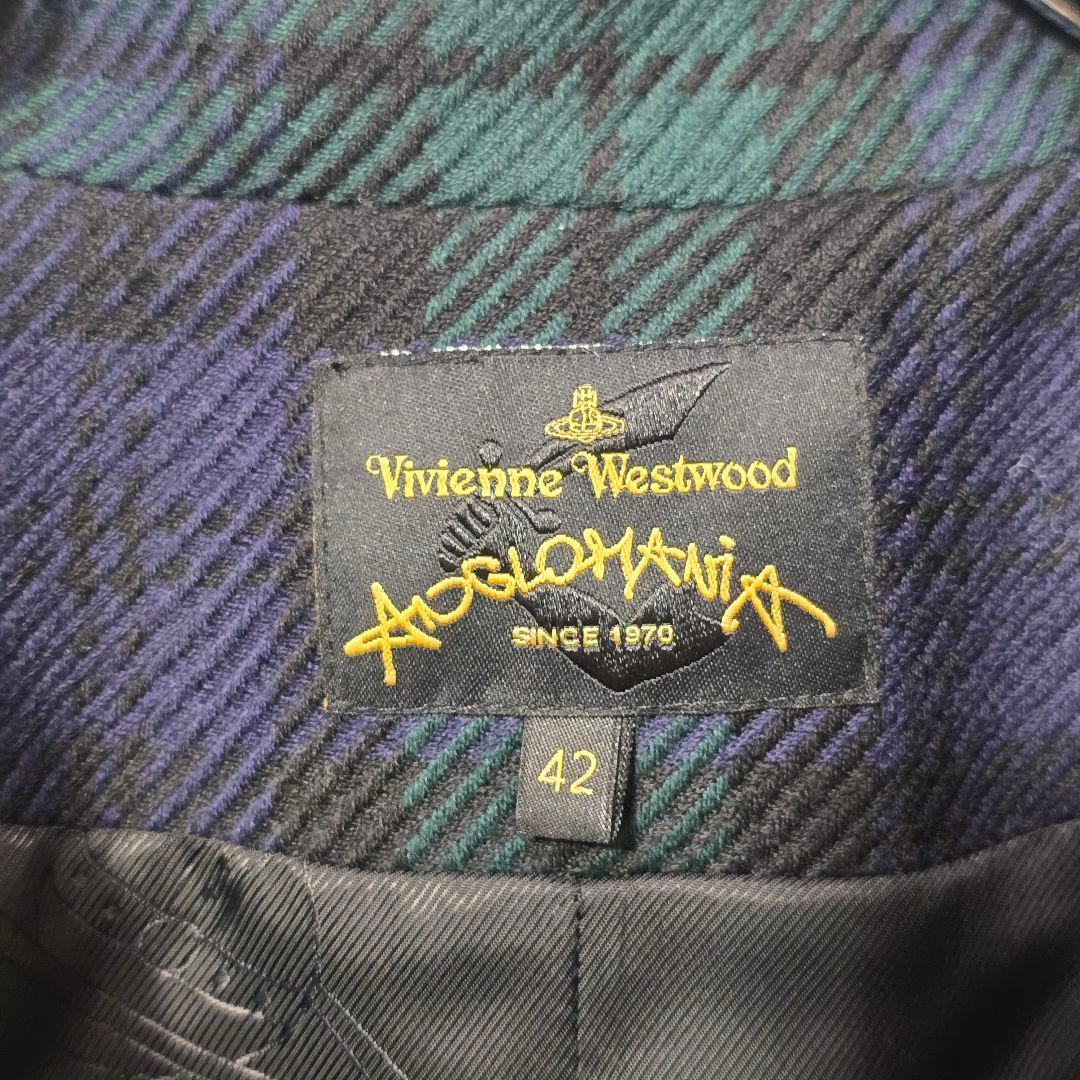 Vivienne Westwood
ANGLOMANiA
SINCE 1970
42